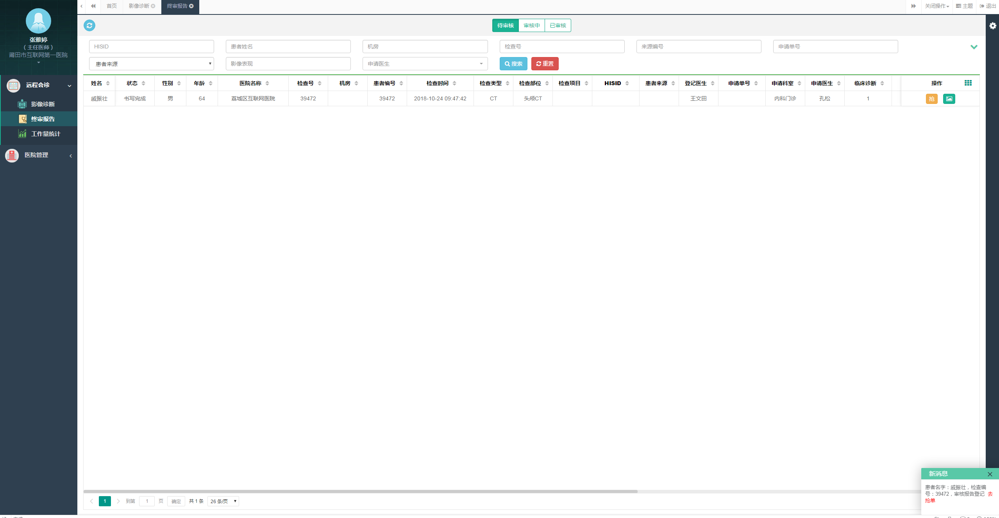 首页 影像诊断 终审报告 关闭操作 主题 退出
张雅婷
（主任医师）
莆田市互联网第一医院
远程会诊
影像诊断
终审报告
工作量统计
医院管理
待审核 审核中 已审核
HISID 患者姓名 机房 检查号 来源编号 申请单号
患者来源 影像表现 申请医生 搜索 重置
姓名 状态 性别 年龄 医院名称 检查号 机房 患者编号 检查时间 检查类型 检查部位 检查项目 HISID 患者来源 登记医生 申请单号 申请科室 申请医生 临床诊断 操作
戚振壮 书写完成 男 64 荔城区互联网医院 39472 39472 2018-10-24 09:47:42 CT 头颅CT 王文田 内科门诊 孔松 1 抢
1 到第 1 页 确定 共 1 条 26 条/页
新消息
患者名字：戚振壮，检查编
号：39472，审核报告登记 去
抢单